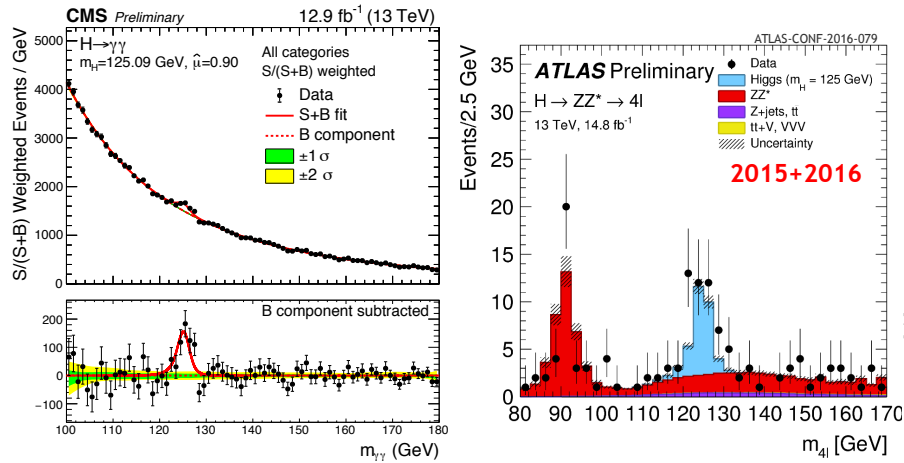 CMS Preliminary 12.9 fb⁻¹ (13 TeV)
S/(S+B) Weighted Events / GeV
5000
4000
3000
2000
1000
0
H→γγ
m_H=125.09 GeV, μ̂=0.90
All categories
S/(S+B) weighted
Data
S+B fit
B component
±1 σ
±2 σ
B component subtracted
200
100
0
−100
100 110 120 130 140 150 160 170 180
m_γγ (GeV)
ATLAS-CONF-2016-079
Events/2.5 GeV
35
30
25
20
15
10
5
0
ATLAS Preliminary
H → ZZ* → 4l
13 TeV, 14.8 fb⁻¹
Data
Higgs (m_H = 125 GeV)
ZZ*
Z+jets, tt
tt+V, VVV
Uncertainty
2015+2016
80 90 100 110 120 130 140 150 160 170
m_4l [GeV]